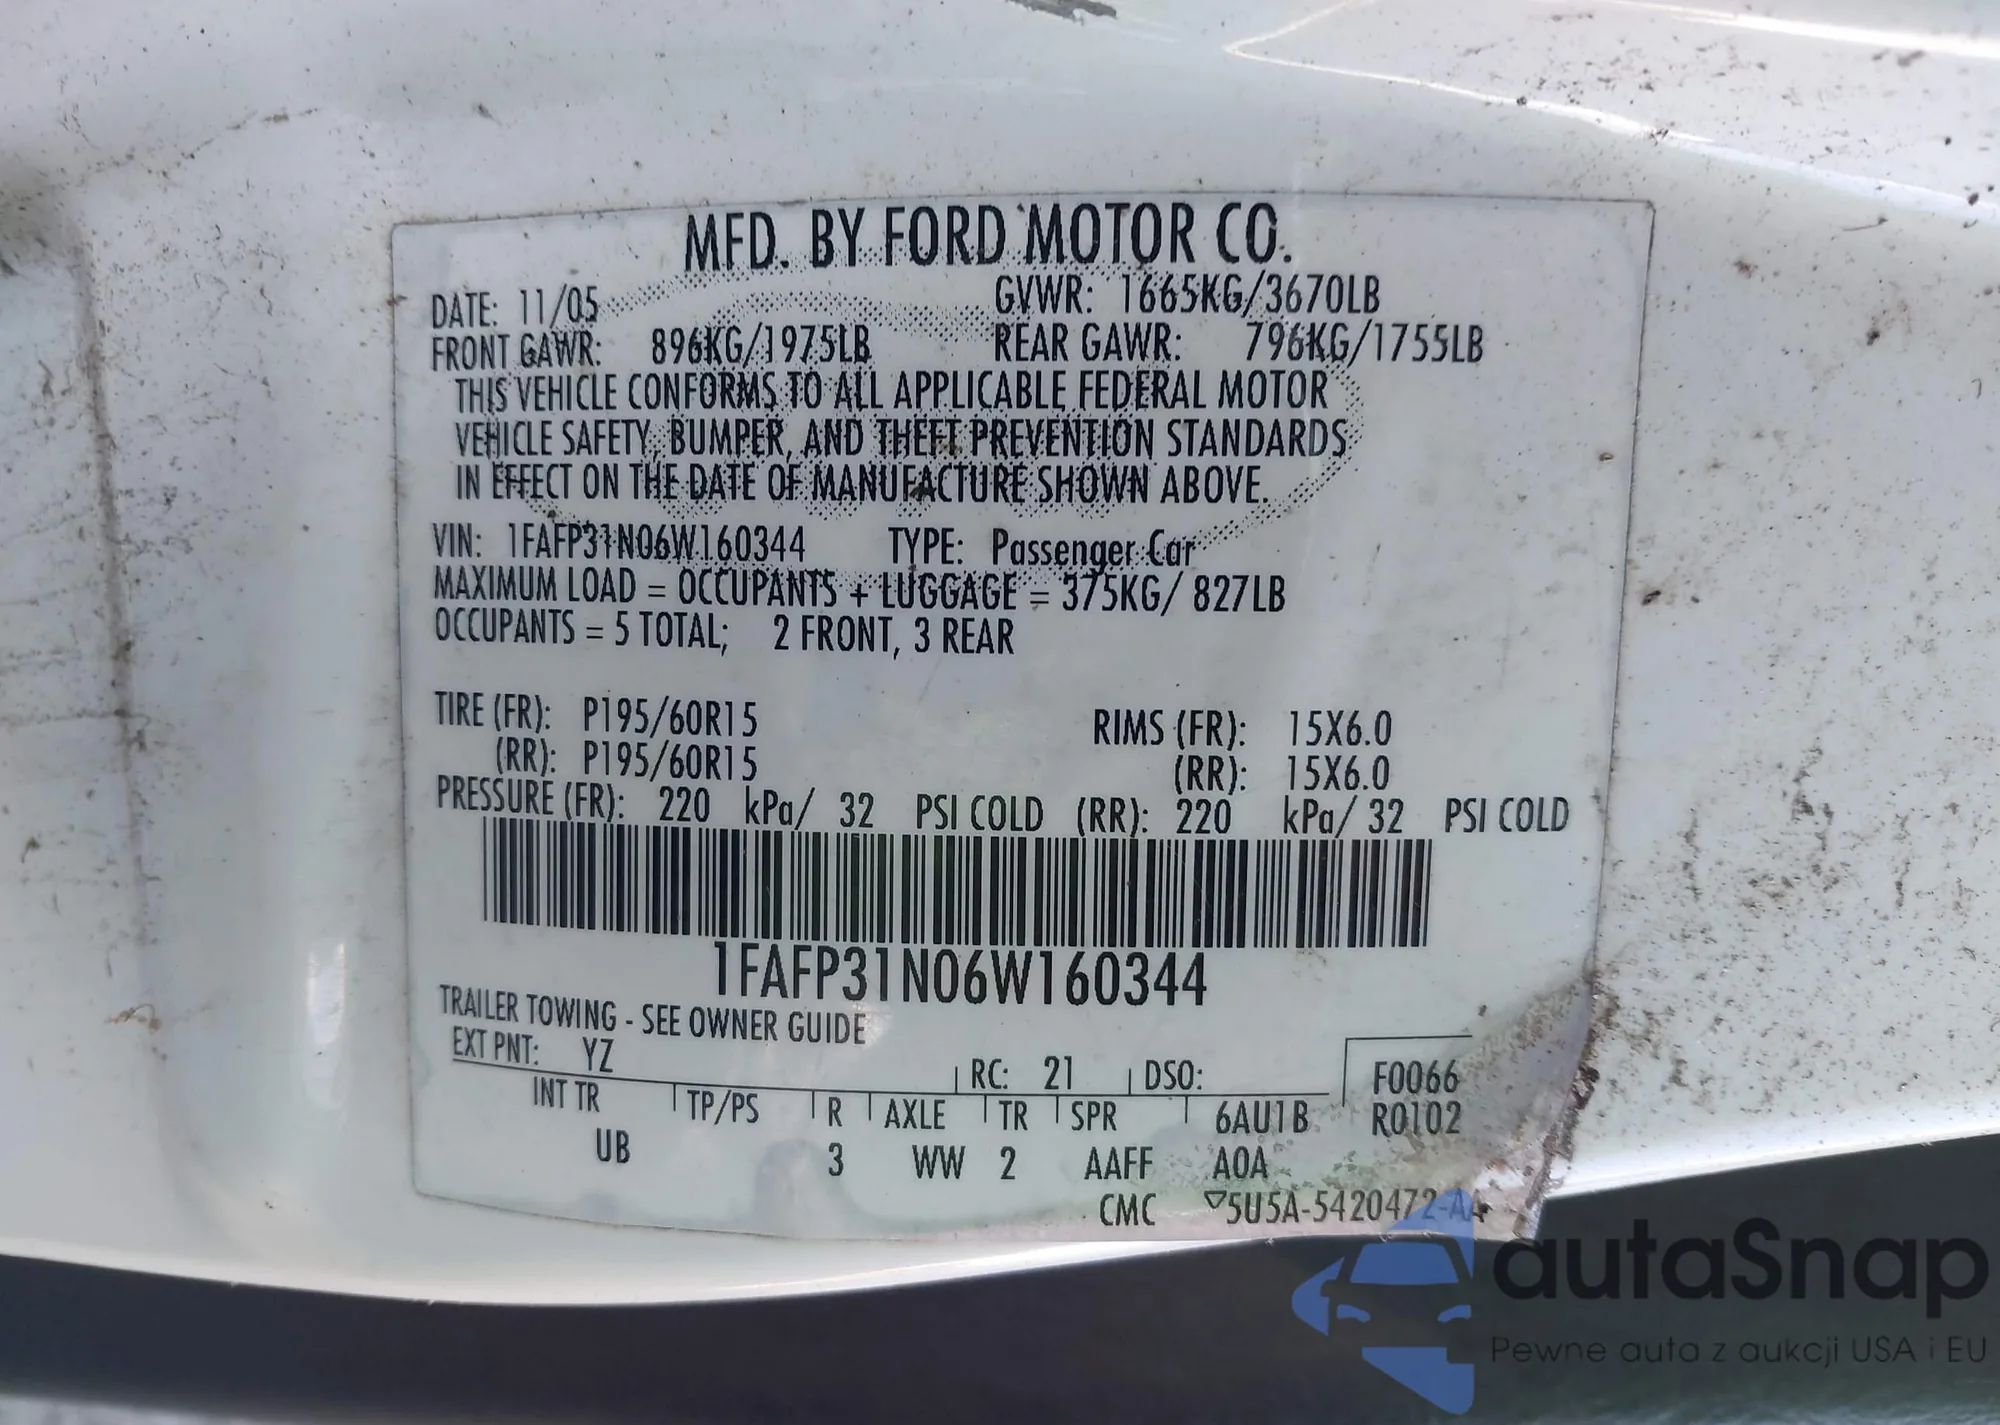 MFD. BY FORD MOTOR CO.
DATE: 11/05 GVWR: 1665KG/3670LB
FRONT GAWR: 896KG/1975LB REAR GAWR: 796KG/1755LB
THIS VEHICLE CONFORMS TO ALL APPLICABLE FEDERAL MOTOR
VEHICLE SAFETY, BUMPER, AND THEFT PREVENTION STANDARDS
IN EFFECT ON THE DATE OF MANUFACTURE SHOWN ABOVE.
VIN: 1FAFP31N06W160344 TYPE: Passenger Car
MAXIMUM LOAD = OCCUPANTS + LUGGAGE = 375KG/ 827LB
OCCUPANTS = 5 TOTAL; 2 FRONT, 3 REAR
TIRE (FR): P195/60R15 RIMS (FR): 15X6.0
(RR): P195/60R15 (RR): 15X6.0
PRESSURE (FR): 220 kPa/ 32 PSI COLD (RR): 220 kPa/ 32 PSI COLD
1FAFP31N06W160344
TRAILER TOWING - SEE OWNER GUIDE
EXT PNT: YZ RC: 21 DSO: F0066
INT TR TP/PS R AXLE TR SPR 6AU1B R0102
UB 3 WW 2 AAFF A0A
CMC ▽5U5A-5420472-AA
autaSnap
Pewne auta z aukcji USA i EU